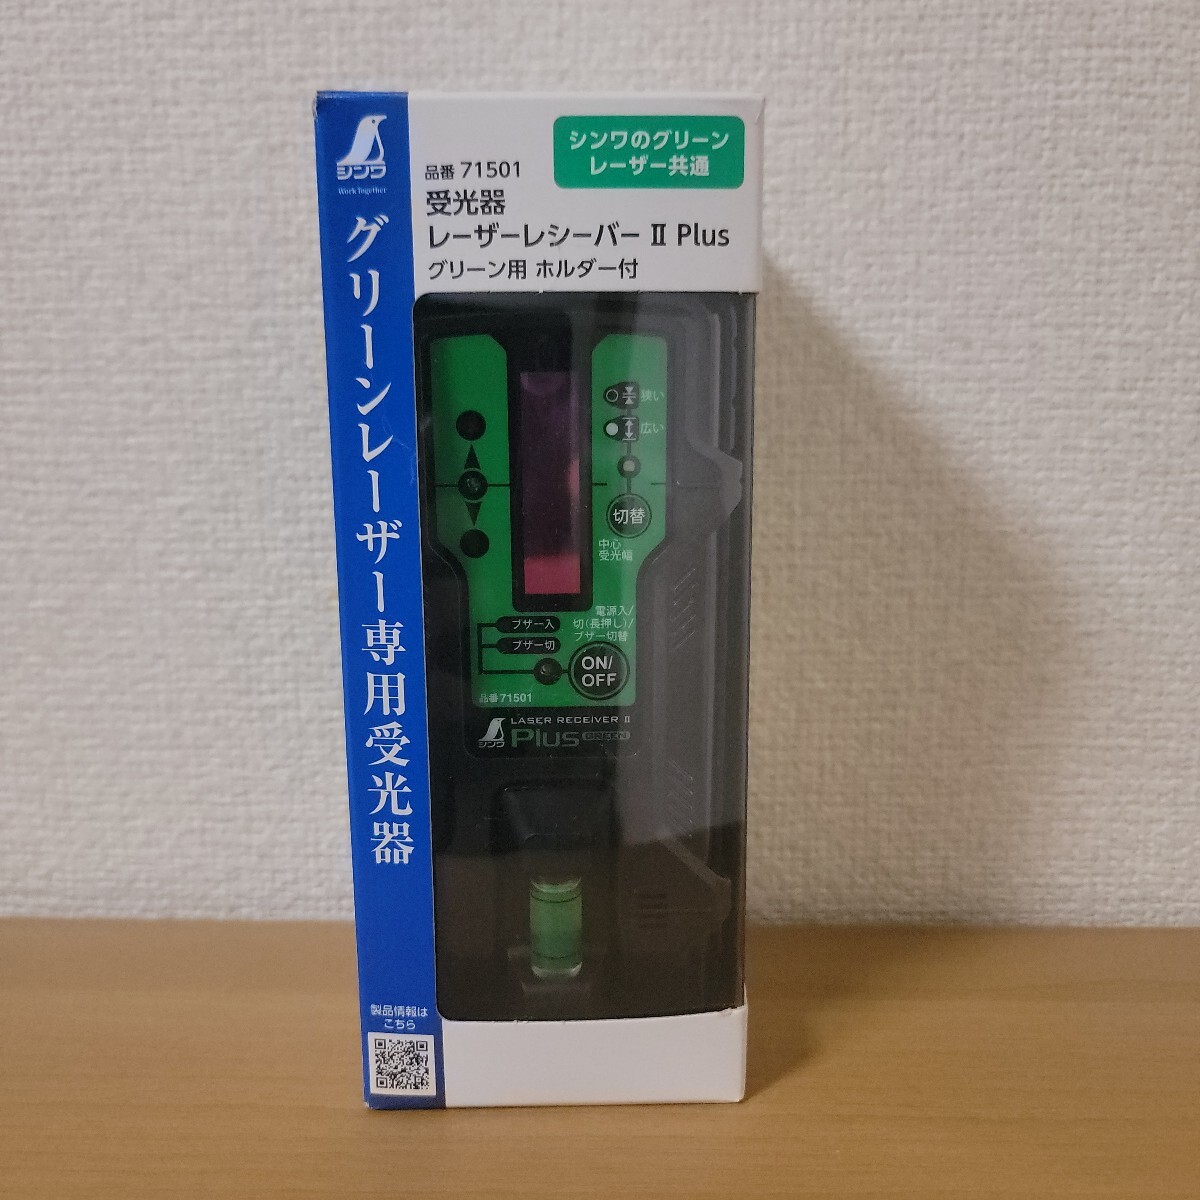 シンワ
Work Together
グリーンレーザー専用受光器
製品情報は
こちら
品番 71501
シンワのグリーン
レーザー共通
受光器
レーザーレシーバー Ⅱ Plus
グリーン用 ホルダー付
狭い
広い
切替
中心
受光幅
電源入/
切(長押し)/
ブザー切替
ブザー入
ブザー切
ON/
OFF
品番71501
シンワ
LASER RECEIVER Ⅱ
Plus GREEN